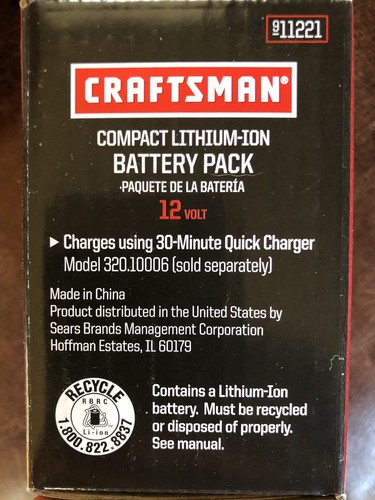 911221
CRAFTSMAN®
COMPACT LITHIUM-ION
BATTERY PACK
PAQUETE DE LA BATERÍA
12 VOLT
Charges using 30-Minute Quick Charger
Model 320.10006 (sold separately)
Made in China
Product distributed in the United States by
Sears Brands Management Corporation
Hoffman Estates, IL 60179
RECYCLE
RBRC
Li-ion
1.800.822.8837
Contains a Lithium-Ion
battery. Must be recycled
or disposed of properly.
See manual.